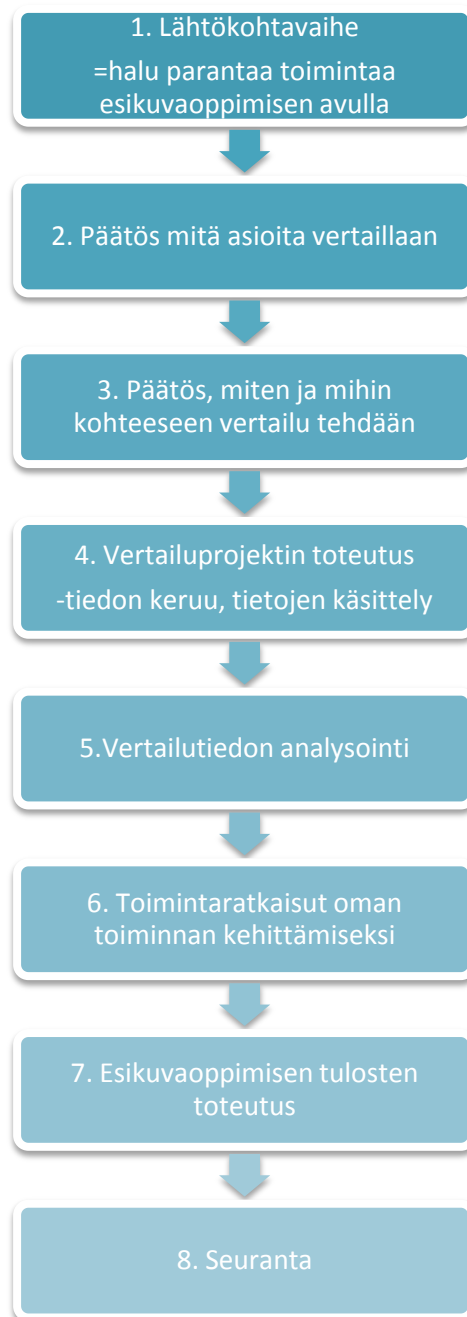 1. Lähtökohtavaihe
=halu parantaa toimintaa
esikuvaoppimisen avulla
2. Päätös mitä asioita vertaillaan
3. Päätös, miten ja mihin
kohteeseen vertailu tehdään
4. Vertailuprojektin toteutus
-tiedon keruu, tietojen käsittely
5.Vertailutiedon analysointi
6. Toimintaratkaisut oman
toiminnan kehittämiseksi
7. Esikuvaoppimisen tulosten
toteutus
8. Seuranta